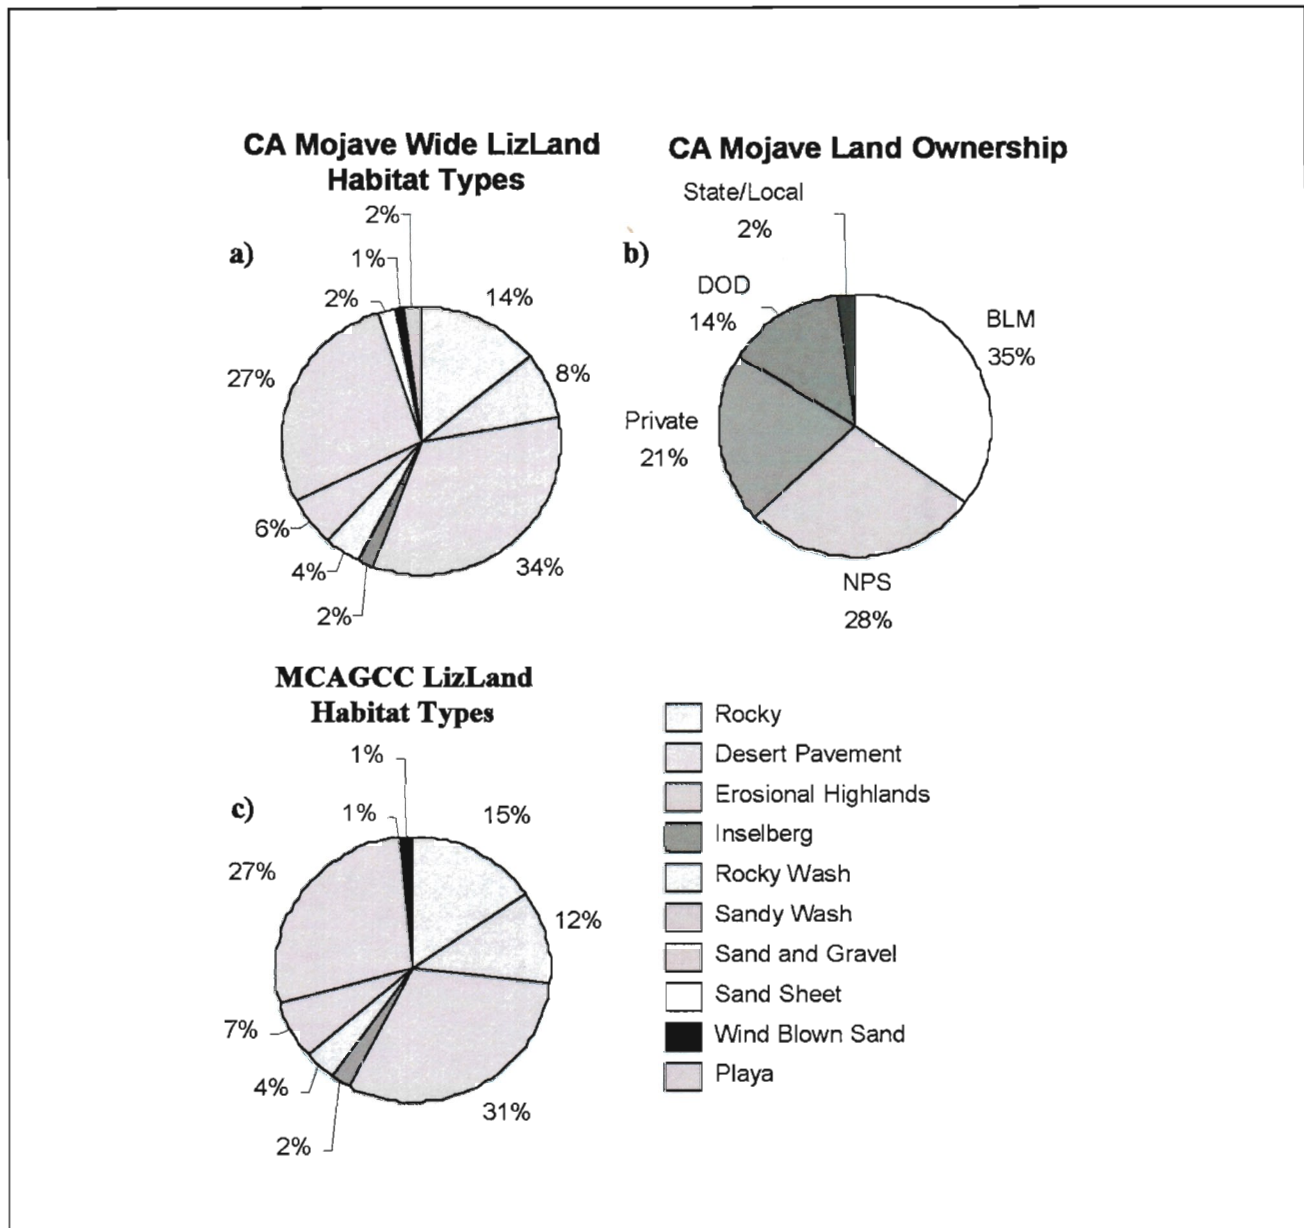 CA Mojave Wide LizLand
Habitat Types
a)
2%
1%
2%
14%
8%
27%
34%
6%
4%
2%
CA Mojave Land Ownership
b)
State/Local
2%
DOD
14%
BLM
35%
Private
21%
NPS
28%
MCAGCC LizLand
Habitat Types
c)
1%
1%
15%
27%
12%
7%
4%
31%
2%
Rocky
Desert Pavement
Erosional Highlands
Inselberg
Rocky Wash
Sandy Wash
Sand and Gravel
Sand Sheet
Wind Blown Sand
Playa